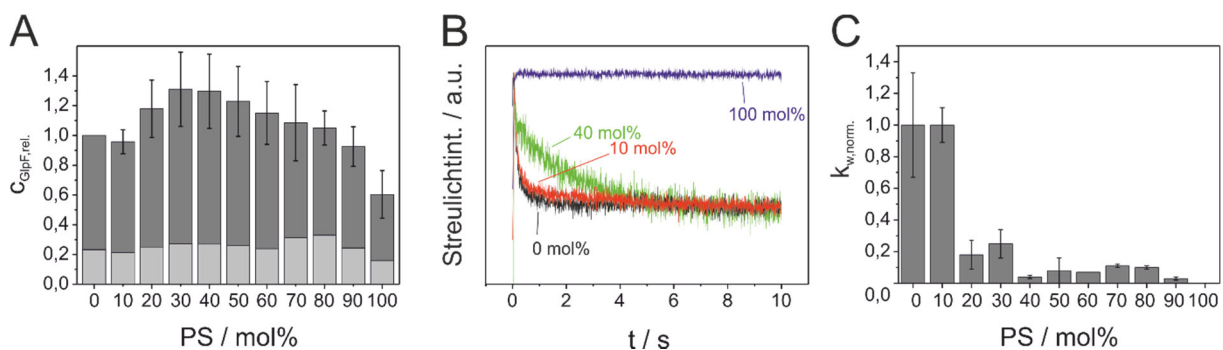 A
B
C
1,4
1,2
1,0
0,8
0,6
0,4
0,2
0,0
c GlpF,rel.
0 10 20 30 40 50 60 70 80 90 100
PS / mol%
Streulichtint. / a.u.
100 mol%
40 mol%
10 mol%
0 mol%
0 2 4 6 8 10
t / s
1,4
1,2
1,0
0,8
0,6
0,4
0,2
0,0
k w,norm.
0 10 20 30 40 50 60 70 80 90 100
PS / mol%